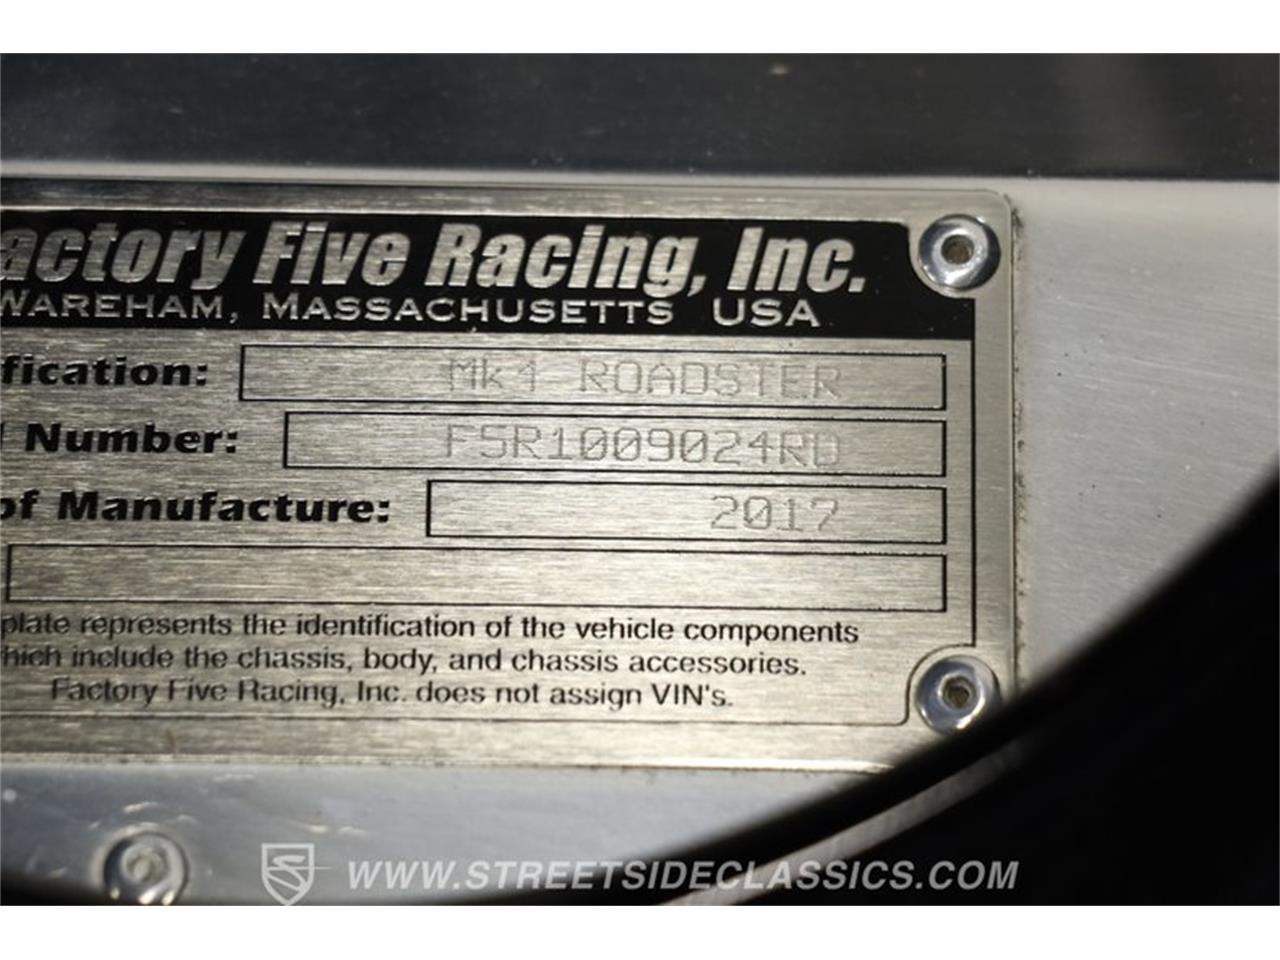 actory Five Racing, Inc.
WAREHAM, MASSACHUSETTS USA
fication: Mk4 ROADSTER
Number: F5R1009024RD
of Manufacture: 2017
plate represents the identification of the vehicle components
hich include the chassis, body, and chassis accessories.
Factory Five Racing, Inc. does not assign VIN's.
WWW.STREETSIDECLASSICS.COM